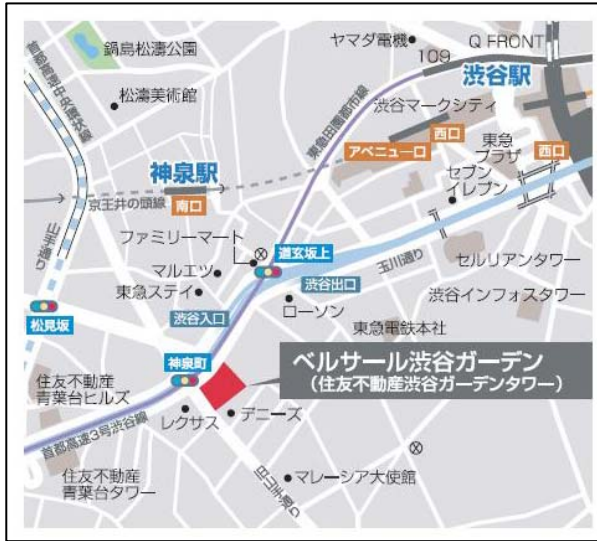 鍋島松濤公園
ヤマダ電機
109
Q FRONT
渋谷駅
首都高速中央環状線
松濤美術館
東急田園都市線
渋谷マークシティ
西口
アベニュー口
東急
プラザ
西口
神泉駅
セブン
イレブン
京王井の頭線
南口
山手通り
ファミリーマート
道玄坂上
玉川通り
マルエツ
セルリアンタワー
渋谷出口
東急ステイ
渋谷インフォスタワー
ローソン
松見坂
渋谷入口
東急電鉄本社
神泉町
ベルサール渋谷ガーデン
(住友不動産渋谷ガーデンタワー)
住友不動産
青葉台ヒルズ
デニーズ
レクサス
首都高速3号渋谷線
住友不動産
青葉台タワー
マレーシア大使館
旧山手通り